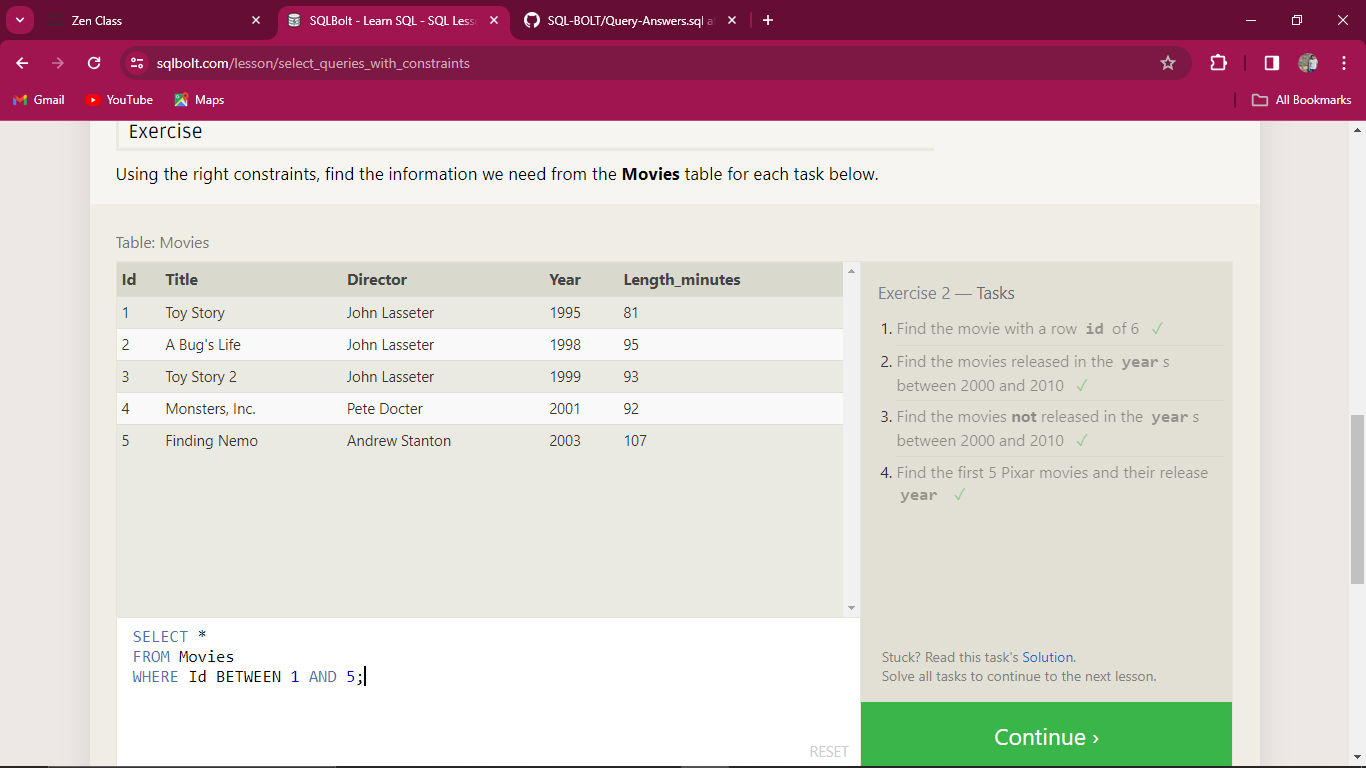 Zen Class
SQLBolt - Learn SQL - SQL Less
SQL-BOLT/Query-Answers.sql a
sqlbolt.com/lesson/select_queries_with_constraints
Gmail
YouTube
Maps
All Bookmarks
Exercise
Using the right constraints, find the information we need from the Movies table for each task below.
Table: Movies
Id Title Director Year Length_minutes
1 Toy Story John Lasseter 1995 81
2 A Bug's Life John Lasseter 1998 95
3 Toy Story 2 John Lasseter 1999 93
4 Monsters, Inc. Pete Docter 2001 92
5 Finding Nemo Andrew Stanton 2003 107
SELECT *
FROM Movies
WHERE Id BETWEEN 1 AND 5;
RESET
Exercise 2 — Tasks
1. Find the movie with a row id of 6 ✓
2. Find the movies released in the year s
between 2000 and 2010 ✓
3. Find the movies not released in the year s
between 2000 and 2010 ✓
4. Find the first 5 Pixar movies and their release
year ✓
Stuck? Read this task's Solution.
Solve all tasks to continue to the next lesson.
Continue ›